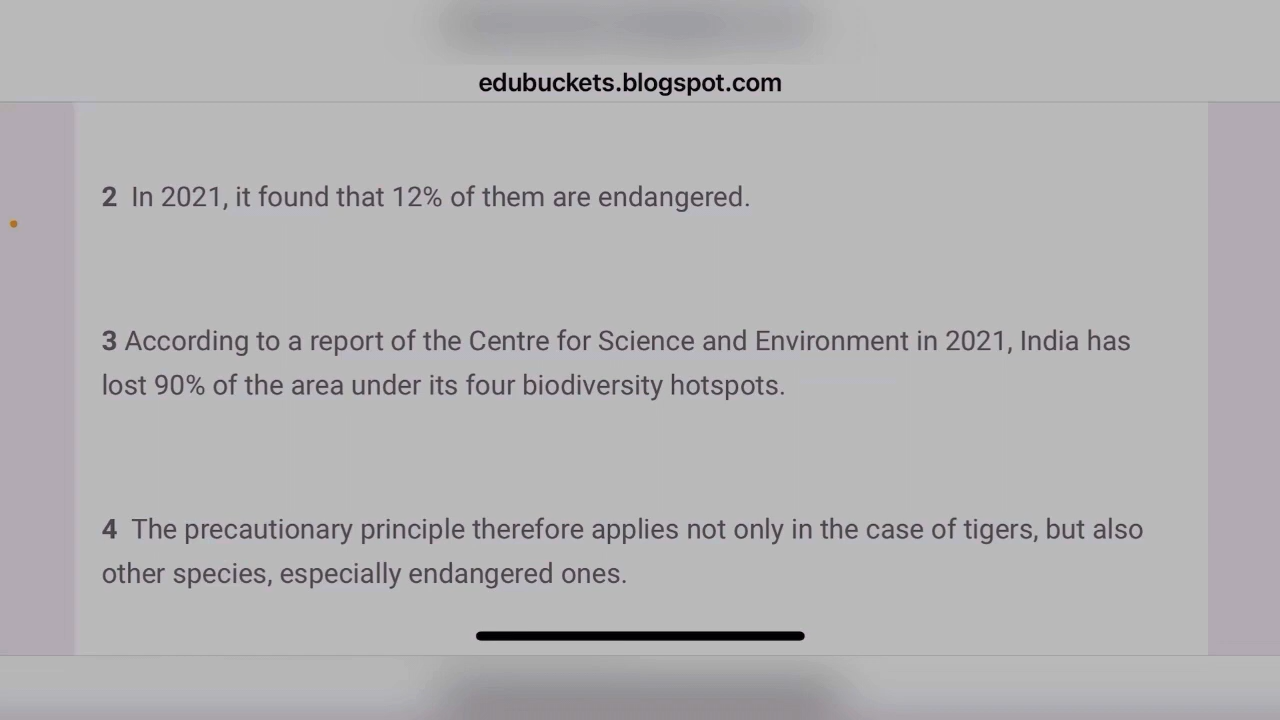 edubuckets.blogspot.com
2 In 2021, it found that 12% of them are endangered.
3 According to a report of the Centre for Science and Environment in 2021, India has
lost 90% of the area under its four biodiversity hotspots.
4 The precautionary principle therefore applies not only in the case of tigers, but also
other species, especially endangered ones.